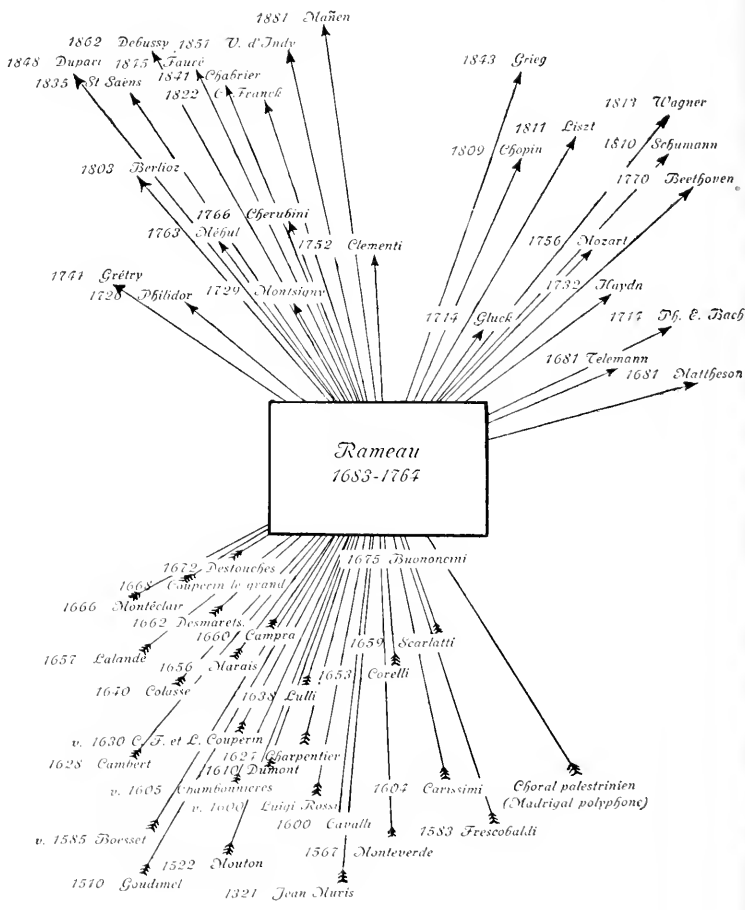 1881 Mañen
1862 Debussy
1851 V. d'Indy
1848 Duparc
1845 Fauré
1843 Grieg
1835 St Saëns
1841 Chabrier
1822 C. Franck
1813 Wagner
1811 Liszt
1810 Schumann
1809 Chopin
1803 Berlioz
1770 Beethoven
1766 Cherubini
1763 Méhul
1752 Clementi
1756 Mozart
1741 Grétry
1726 Philidor
1729 Montsigny
1732 Haydn
1714 Gluck
1714 Ph. E. Bach
1681 Telemann
1681 Mattheson
Rameau
1683-1764
1675 Buononcini
1672 Destouches
1668 Couperin le grand
1666 Montéclair
1662 Desmarets.
1660 Campra
1659 Scarlatti
1657 Lalande
1656 Marais
1653 Corelli
1640 Colasse
1638 Lulli
v. 1630 C. F. et L. Couperin
1628 Cambert
1627 Charpentier
1610 Dumont
v. 1605 Chambonnieres
1604 Carissimi
Choral palestrinien
(Madrigal polyphone)
v. 1600 Luigi Rossi
1600 Cavalli
1583 Frescobaldi
v. 1585 Boesset
1567 Monteverde
1522 Mouton
1510 Goudimel
1321 Jean Muris